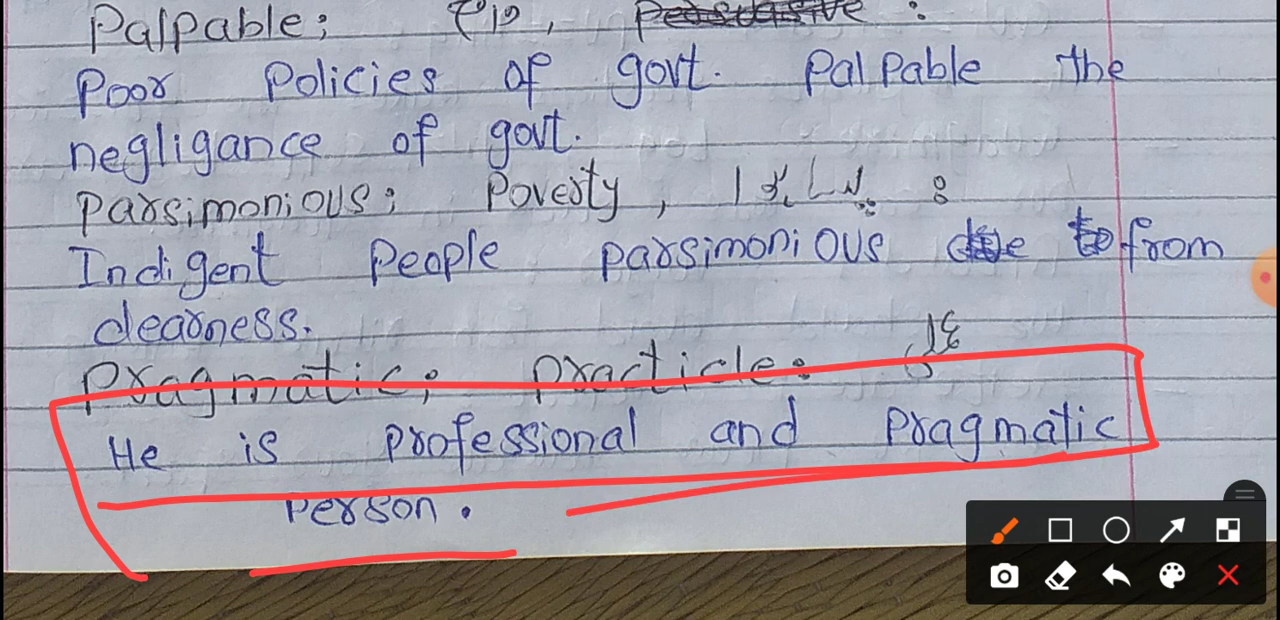 Palpable;
Poor Policies of govt. Palpable the
negligance of govt.
Parsimonious; Poverty,
Indigent People parsimonious from
dearness.
Pragmatic; practicle:
He is professional and pragmatic
person.